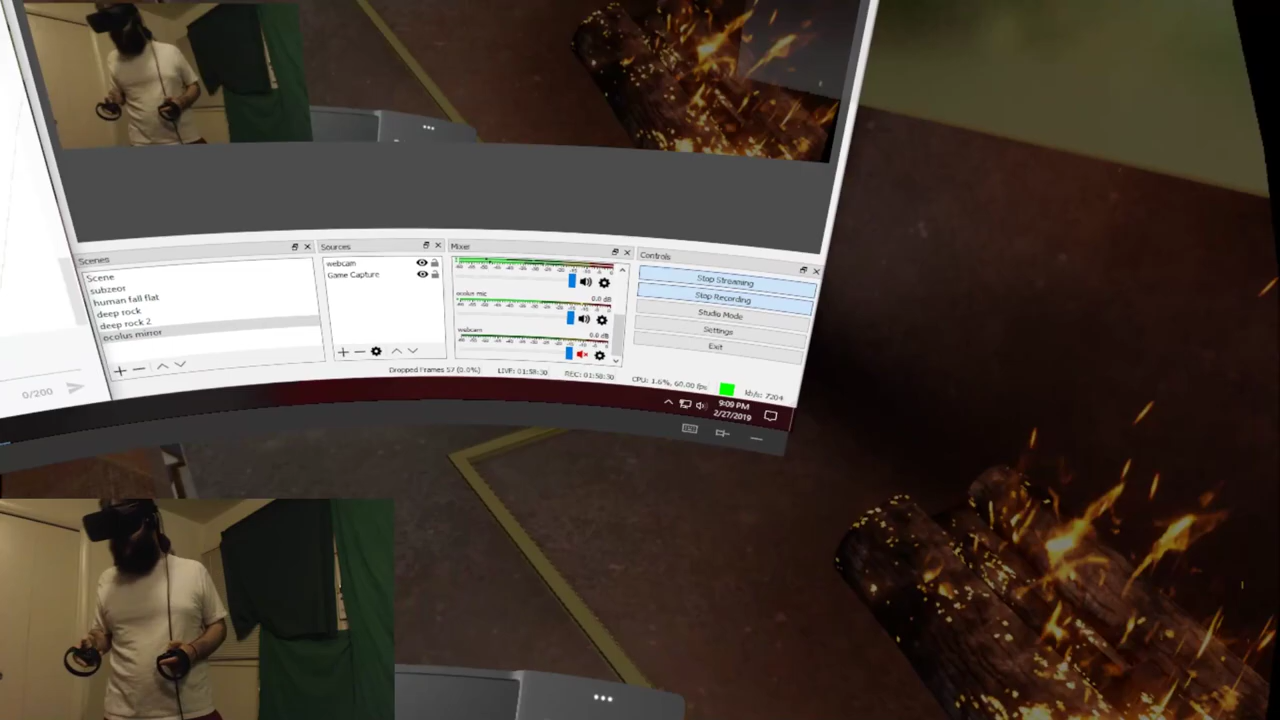 Scenes
Scene
subzeor
human fall flat
deep rock
deep rock 2
ocolus mirror
Sources
webcam
Game Capture
Mixer
oculus mic
0.0 dB
webcam
0.0 dB
Controls
Stop Streaming
Stop Recording
Studio Mode
Settings
Exit
Dropped Frames 57 (0.0%)
LIVE: 01:58:30
REC: 01:58:30
CPU: 1.6%, 60.00 fps
kb/s: 7204
0/200
9:09 PM
2/27/2019